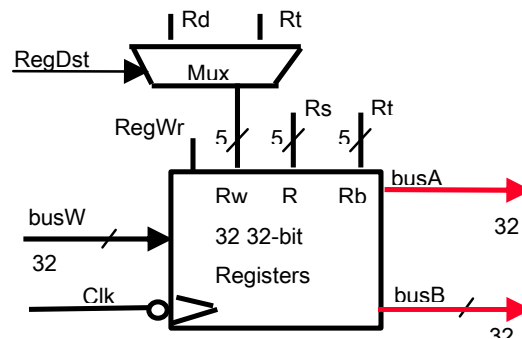 Rd Rt
RegDst
Mux
RegWr 5 5 Rs 5 Rt
busA
Rw R Rb
busW 32 32-bit 32
32 Registers
Clk busB
32